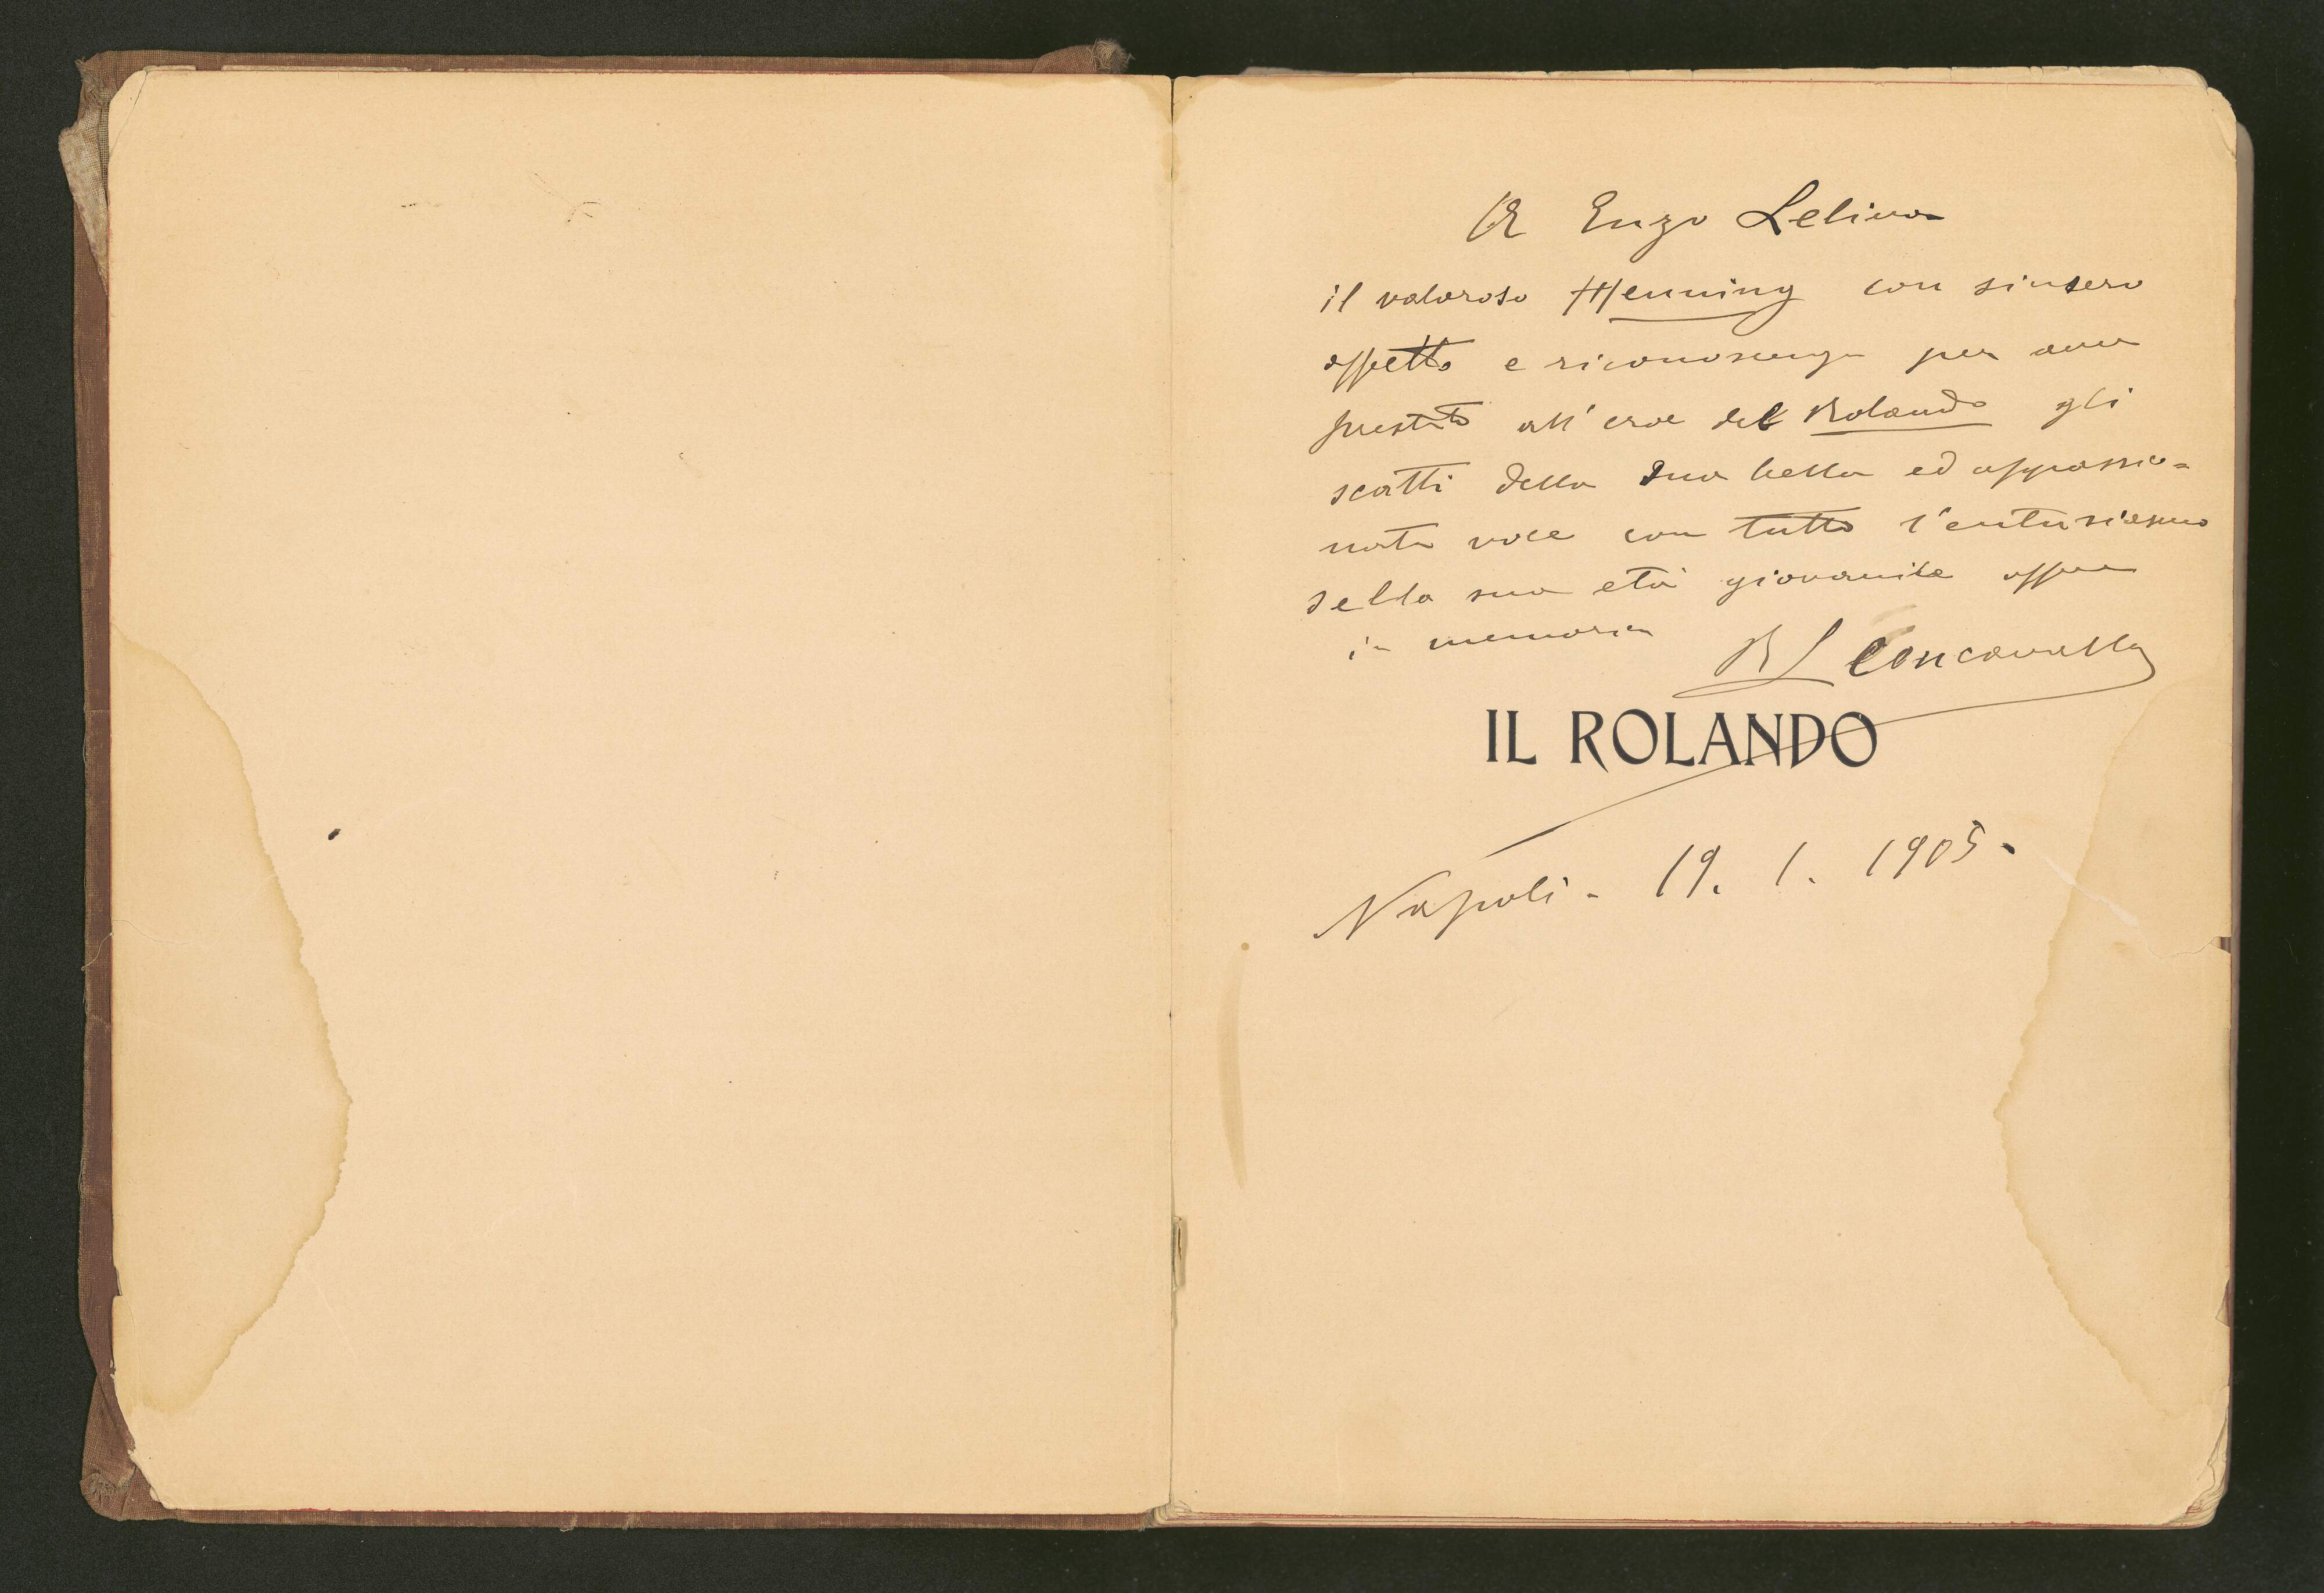 A Enzo Leliva
il valoroso Henning con sincero
affetto e riconoscenza per aver
prestato all'eroe del Rolando gli
scatti della sua bella ed appassio=
nata voce con tutto l'entusiasmo
della sua età giovanile offre
in memoria R Leoncavallo
IL ROLANDO
Napoli - 19. 1. 1905.